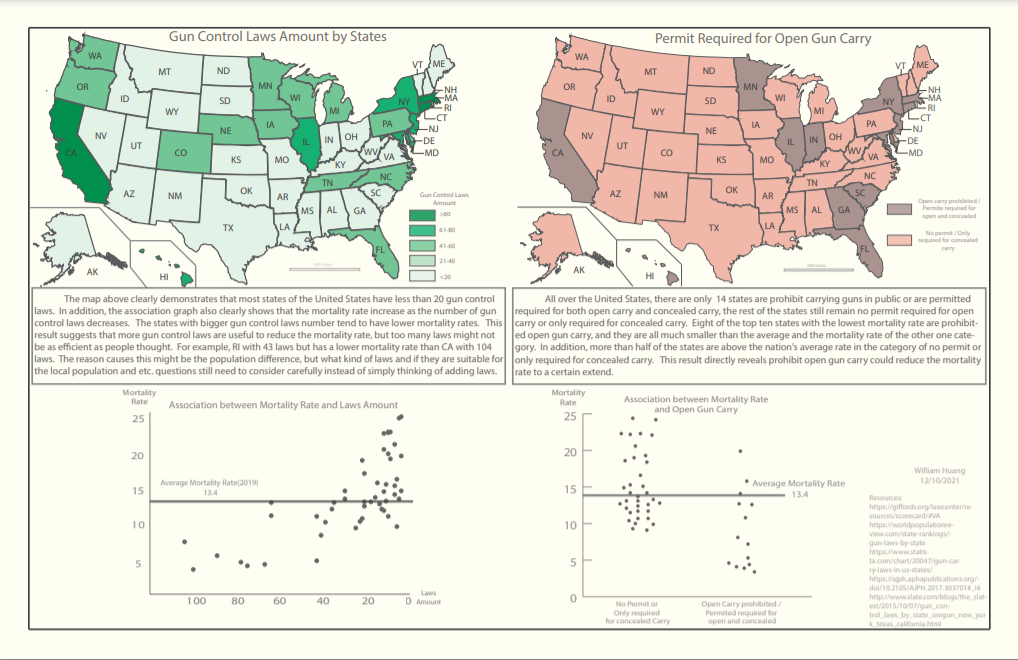 Gun Control Laws Amount by States
WA
OR
CA
NV
ID
MT
WY
UT
AZ
CO
NM
ND
SD
NE
KS
OK
TX
MN
IA
MO
AR
LA
WI
IL
MI
IN
OH
KY
TN
MS
AL
GA
FL
SC
NC
VA
WV
PA
NY
VT
ME
NH
MA
RI
CT
NJ
DE
MD
AK
HI
Gun Control Laws
Amount
>80
61-80
41-60
21-40
<20
Permit Required for Open Gun Carry
WA
OR
CA
NV
ID
MT
WY
UT
AZ
CO
NM
ND
SD
NE
KS
OK
TX
MN
IA
MO
AR
LA
WI
IL
MI
IN
OH
KY
TN
MS
AL
GA
FL
SC
NC
VA
WV
PA
NY
VT
ME
NH
MA
RI
CT
NJ
DE
MD
AK
HI
Open carry prohibited /
Permite required for
open and concealed
No permit / Only
required for concealed
carry
The map above clearly demonstrates that most states of the United States have less than 20 gun control
laws. In addition, the association graph also clearly shows that the mortality rate increase as the number of gun
control laws decreases. The states with bigger gun control laws number tend to have lower mortality rates. This
result suggests that more gun control laws are useful to reduce the mortality rate, but too many laws might not
be as efficient as people thought. For example, RI with 43 laws but has a lower mortality rate than CA with 104
laws. The reason causes this might be the population difference, but what kind of laws and if they are suitable for
the local population and etc. questions still need to consider carefully instead of simply thinking of adding laws.
All over the United States, there are only 14 states are prohibit carrying guns in public or are permitted
required for both open carry and concealed carry, the rest of the states still remain no permit required for open
carry or only required for concealed carry. Eight of the top ten states with the lowest mortality rate are prohibit-
ed open gun carry, and they are all much smaller than the average and the mortality rate of the other one cate-
gory. In addition, more than half of the states are above the nation's average rate in the category of no permit or
only required for concealed carry. This result directly reveals prohibit open gun carry could reduce the mortality
rate to a certain extend.
Mortality
Rate
Association between Mortality Rate and Laws Amount
25
20
15
10
5
Average Mortality Rate(2019)
13.4
100
80
60
40
20
0
Laws
Amount
Mortality
Rate
Association between Mortality Rate
and Open Gun Carry
25
20
15
10
5
0
Average Mortality Rate
13.4
No Permit or
Only required
for concealed Carry
Open Carry prohibited /
Permited required for
open and concealed
William Huang
12/10/2021
Resources:
https://giffords.org/lawcenter/re-
sources/scorecard/#VA
https://worldpopulationre-
view.com/state-rankings/-
gun-laws-by-state
https://www.statis-
ta.com/chart/20047/gun-car-
ry-laws-in-us-states/
https://ajph.aphapublications.org/-
doi/10.2105/AJPH.2017.303701#_i6
http://www.slate.com/blogs/the_slat-
est/2015/10/07/gun_con-
trol_laws_by_state_oregon_new_yor
k_texas_california.html